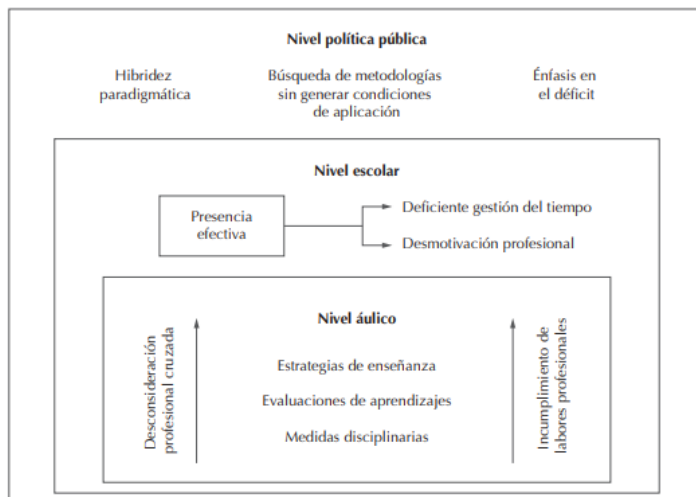 Nivel política pública
Hibridez
paradigmática
Búsqueda de metodologías
sin generar condiciones
de aplicación
Énfasis en
el déficit
Nivel escolar
Presencia
efectiva
Deficiente gestión del tiempo
Desmotivación profesional
Nivel áulico
Desconsideración
profesional cruzada
Estrategias de enseñanza
Evaluaciones de aprendizajes
Medidas disciplinarias
Incumplimiento de
labores profesionales